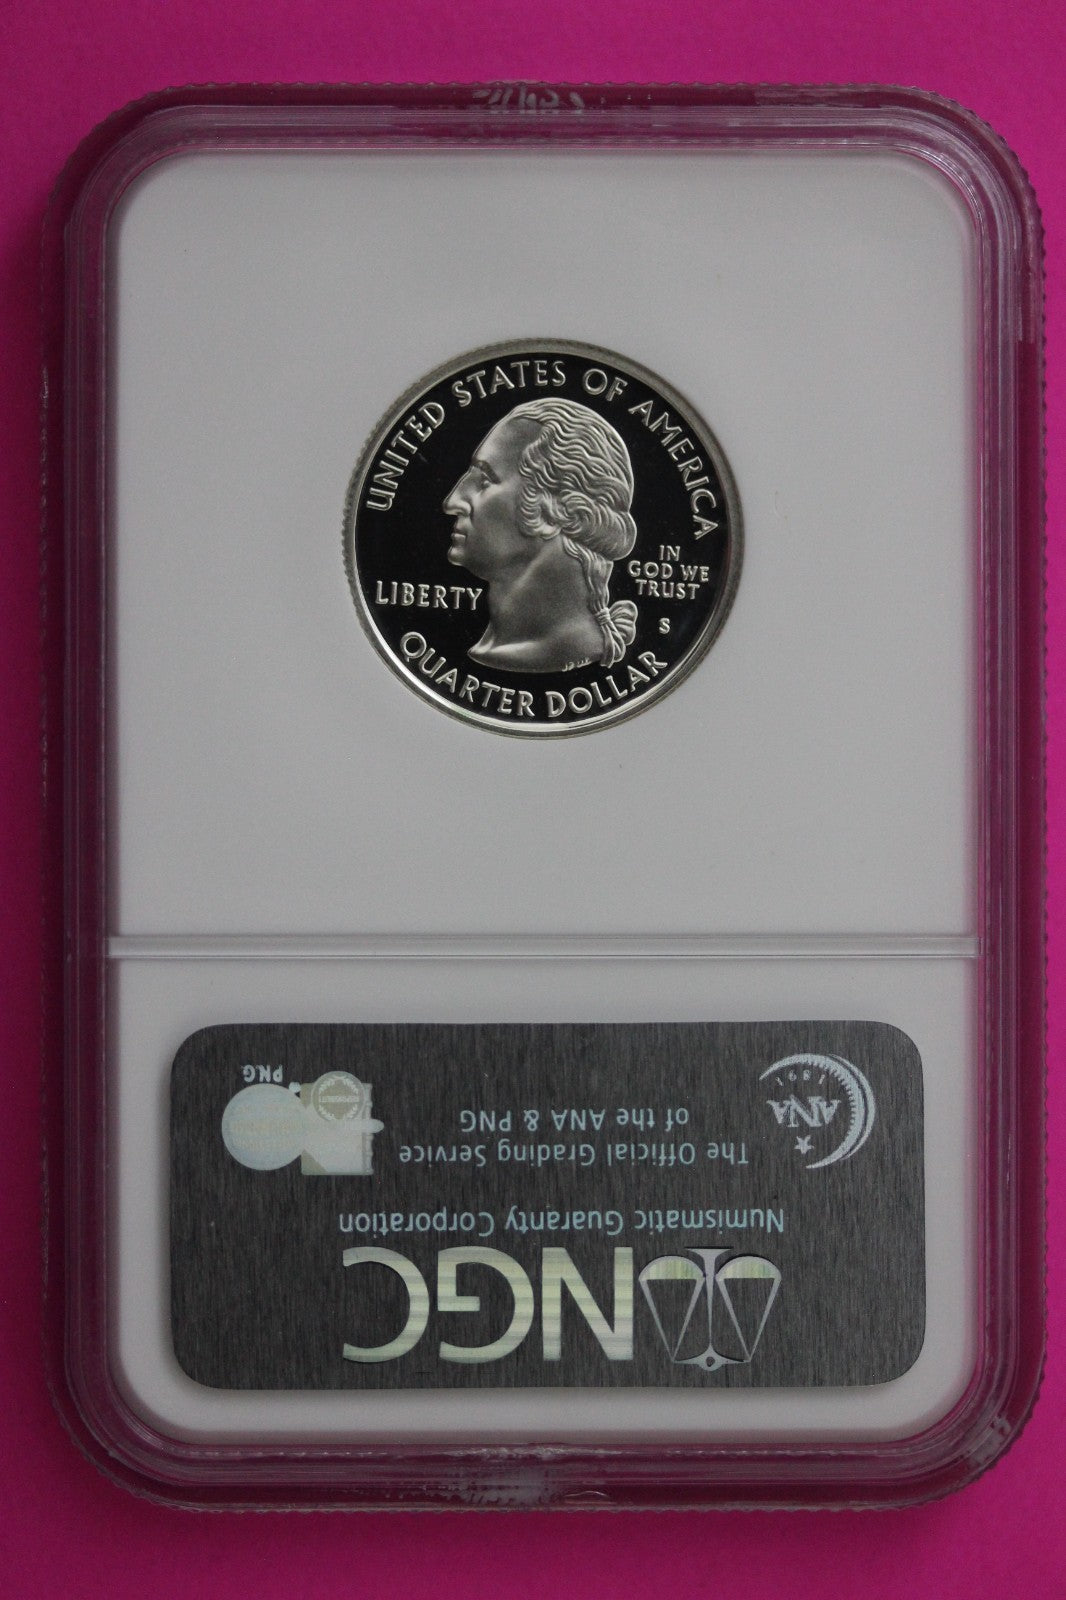 UNITED STATES OF AMERICA
LIBERTY
IN
GOD WE
TRUST
S
QUARTER DOLLAR
NGC
Numismatic Guaranty Corporation
The Official Grading Service
of the ANA & PNG
ANA
1891
PNG